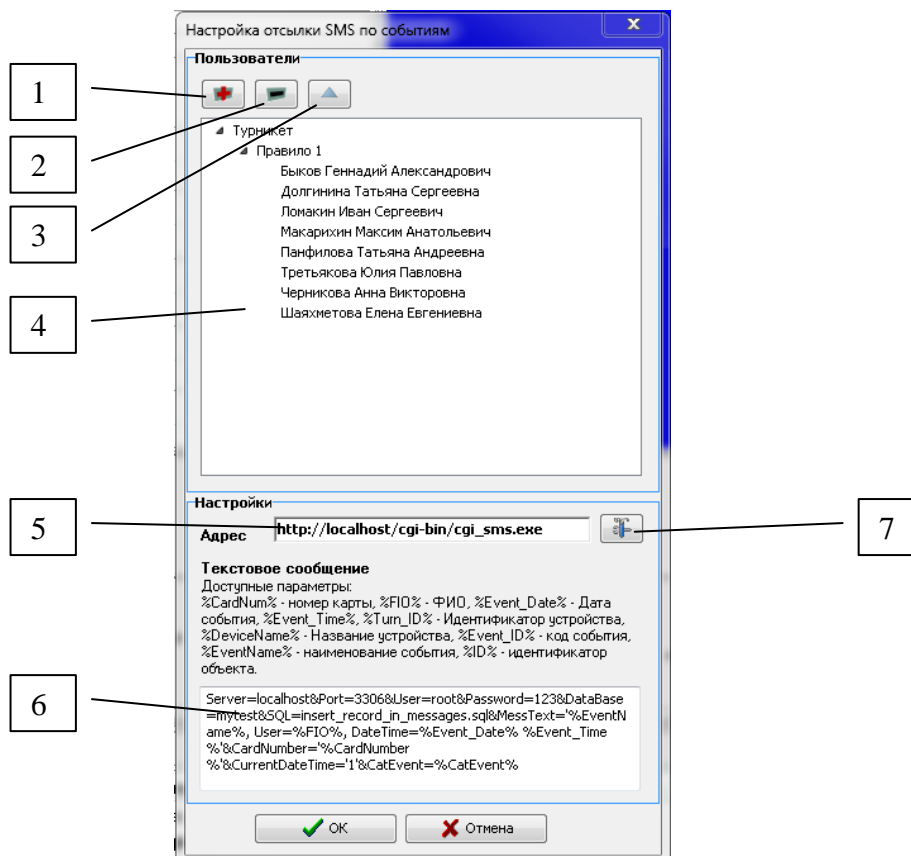 Настройка отсылки SMS по событиям
x
Пользователи
1
2
3
4
Турникет
Правило 1
Быков Геннадий Александрович
Долгинина Татьяна Сергеевна
Ломакин Иван Сергеевич
Макарихин Максим Анатольевич
Панфилова Татьяна Андреевна
Третьякова Юлия Павловна
Черникова Анна Викторовна
Шаяхметова Елена Евгениевна
Настройки
5
Адрес http://localhost/cgi-bin/cgi_sms.exe
7
Текстовое сообщение
Доступные параметры:
%CardNum% - номер карты, %FIO% - ФИО, %Event_Date% - Дата
события, %Event_Time%, %Turn_ID% - Идентификатор устройства,
%DeviceName% - Название устройства, %Event_ID% - код события,
%EventName% - наименование события, %ID% - идентификатор
объекта.
6
Server=localhost&Port=3306&User=root&Password=123&DataBase
=mytest&SQL=insert_record_in_messages.sql&MessText='%EventN
ame%, User=%FIO%, DateTime=%Event_Date% %Event_Time
%'&CardNumber='%CardNumber
%'&CurrentDateTime='1'&CatEvent=%CatEvent%
OK
Отмена